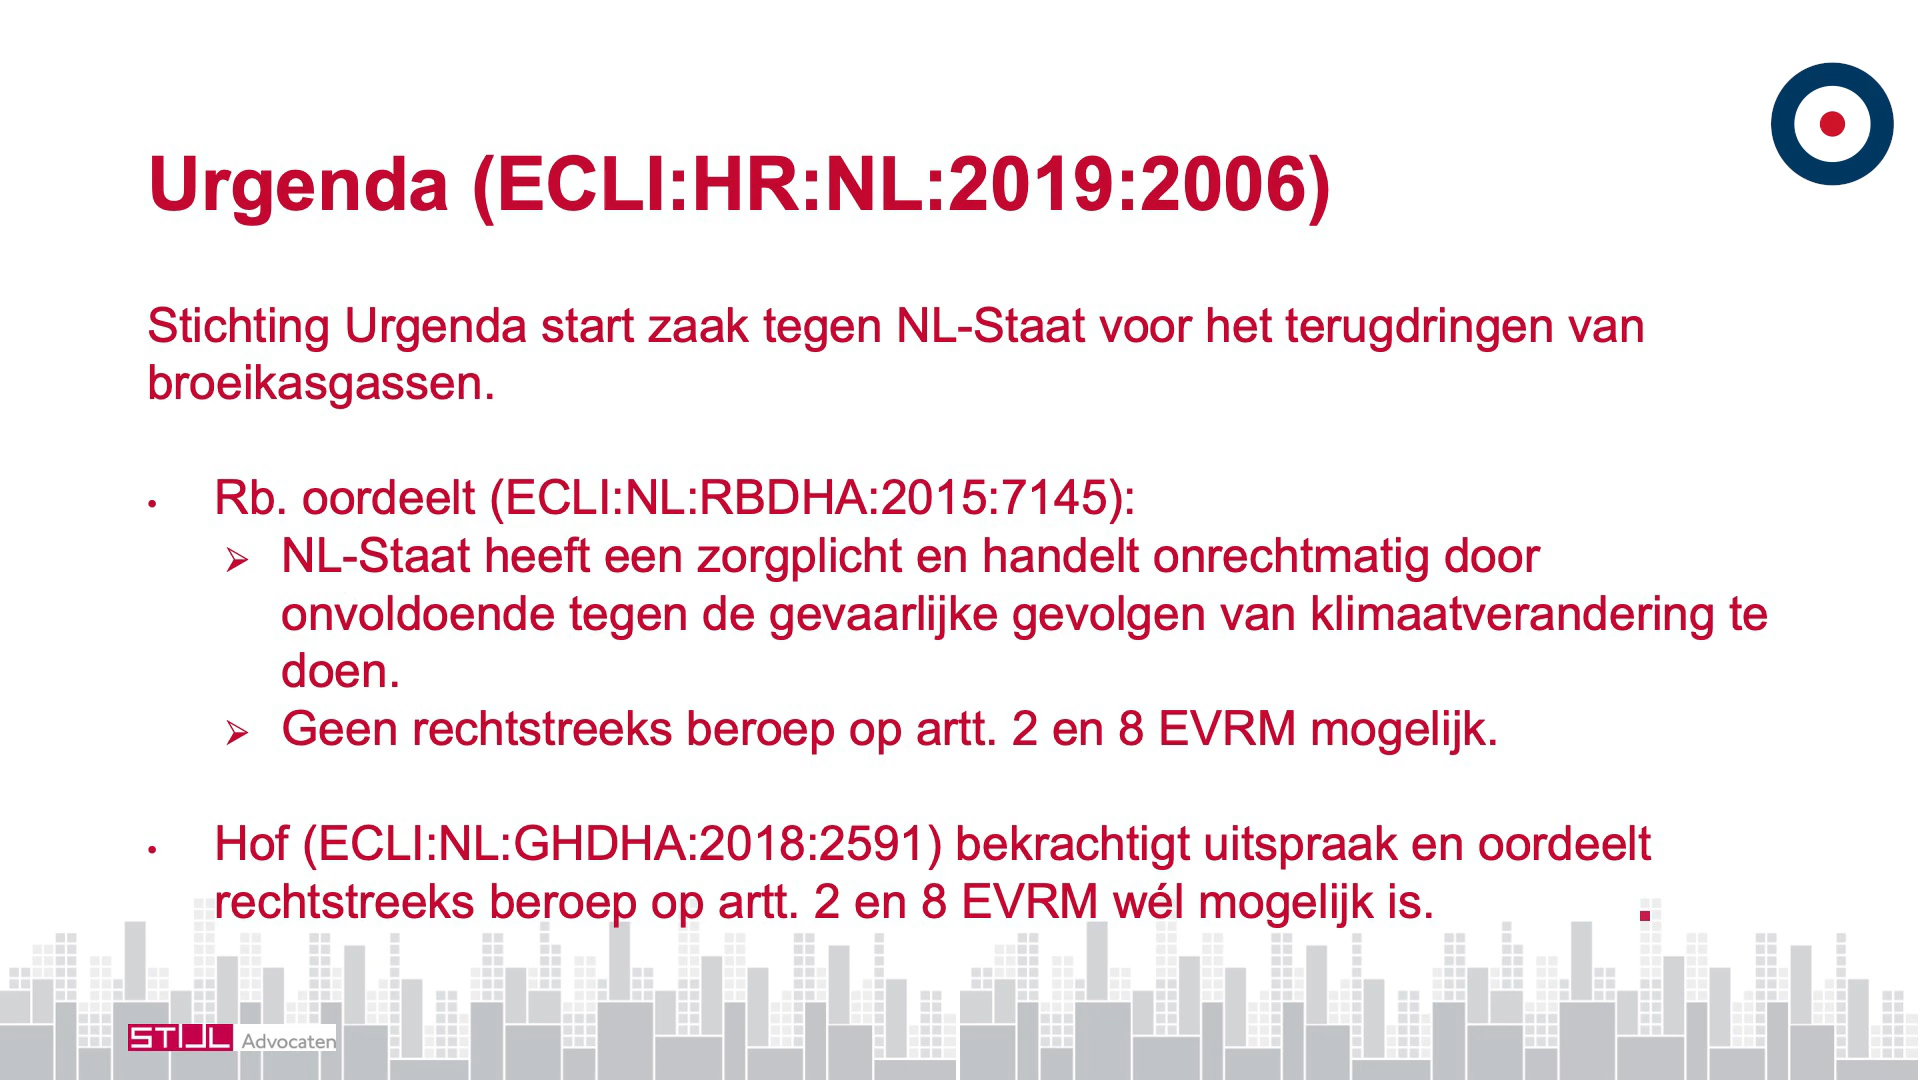 Urgenda (ECLI:HR:NL:2019:2006)
Stichting Urgenda start zaak tegen NL-Staat voor het terugdringen van
broeikasgassen.
• Rb. oordeelt (ECLI:NL:RBDHA:2015:7145):
➢ NL-Staat heeft een zorgplicht en handelt onrechtmatig door
onvoldoende tegen de gevaarlijke gevolgen van klimaatverandering te
doen.
➢ Geen rechtstreeks beroep op artt. 2 en 8 EVRM mogelijk.
• Hof (ECLI:NL:GHDHA:2018:2591) bekrachtigt uitspraak en oordeelt
rechtstreeks beroep op artt. 2 en 8 EVRM wél mogelijk is.
STIJL Advocaten